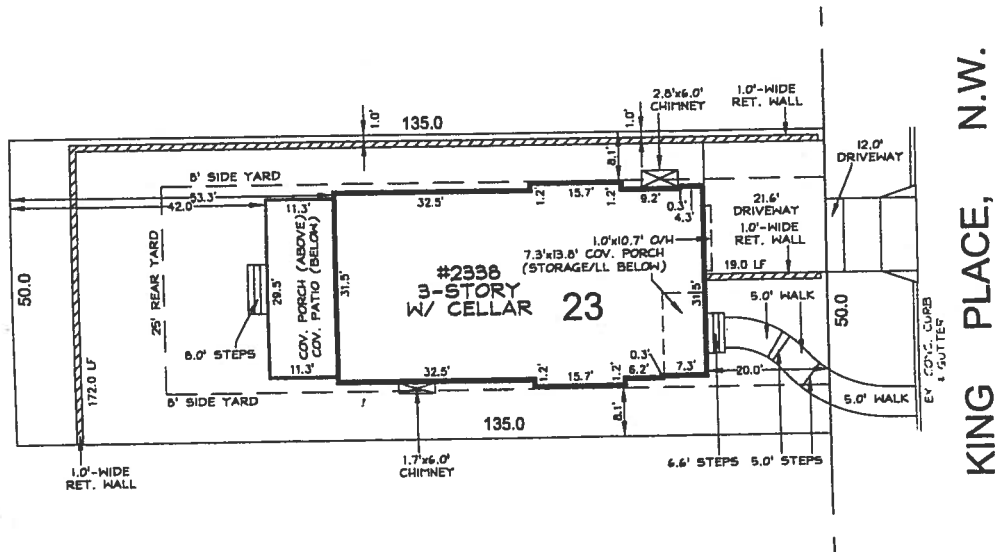 KING PLACE, N.W.
2.8'x6.0'
CHIMNEY
1.0'-WIDE
RET. WALL
1.0'
135.0
1.0'
8.1'
12.0'
DRIVEWAY
8' SIDE YARD
53.3'
42.0'
11.3'
32.5'
1.2'
15.7'
1.2'
9.2'
0.3'
4.3'
21.6'
DRIVEWAY
1.0'-WIDE
RET. WALL
1.0'x10.7' O/H
7.3'x13.8' COV. PORCH
(STORAGE/LL BELOW)
19.0 LF
50.0
25' REAR YARD
29.5'
COV. PORCH (ABOVE)
COV. PATIO (BELOW)
31.5'
#2338
3-STORY
W/ CELLAR
23
31.5'
5.0' WALK
50.0
8.0' STEPS
172.0 LF
11.3'
32.5'
1.2'
15.7'
1.2'
0.3'
6.2'
7.3'
20.0'
5.0' WALK
& GUTTER
8' SIDE YARD
135.0
8.1'
1.0'-WIDE
RET. WALL
1.7'x6.0'
CHIMNEY
6.6' STEPS
5.0' STEPS